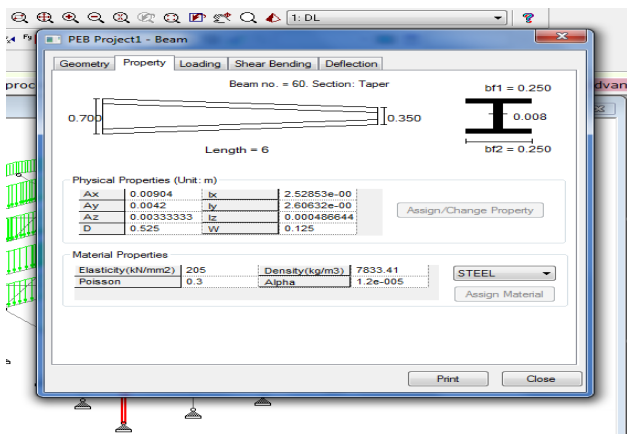 1: DL
PEB Project1 - Beam
Geometry Property Loading Shear Bending Deflection
proc
dvan
Beam no. = 60. Section: Taper
bf1 = 0.250
0.700
0.350
0.008
Length = 6
bf2 = 0.250
Physical Properties (Unit: m)
Ax 0.00904 Ix 2.52853e-00
Ay 0.0042 Iy 2.60632e-00
Az 0.00333333 Iz 0.000486644
D 0.525 W 0.125
Assign/Change Property
Material Properties
Elasticity(kN/mm2) 205 Density(kg/m3) 7833.41
Poisson 0.3 Alpha 1.2e-005
STEEL
Assign Material
Print Close